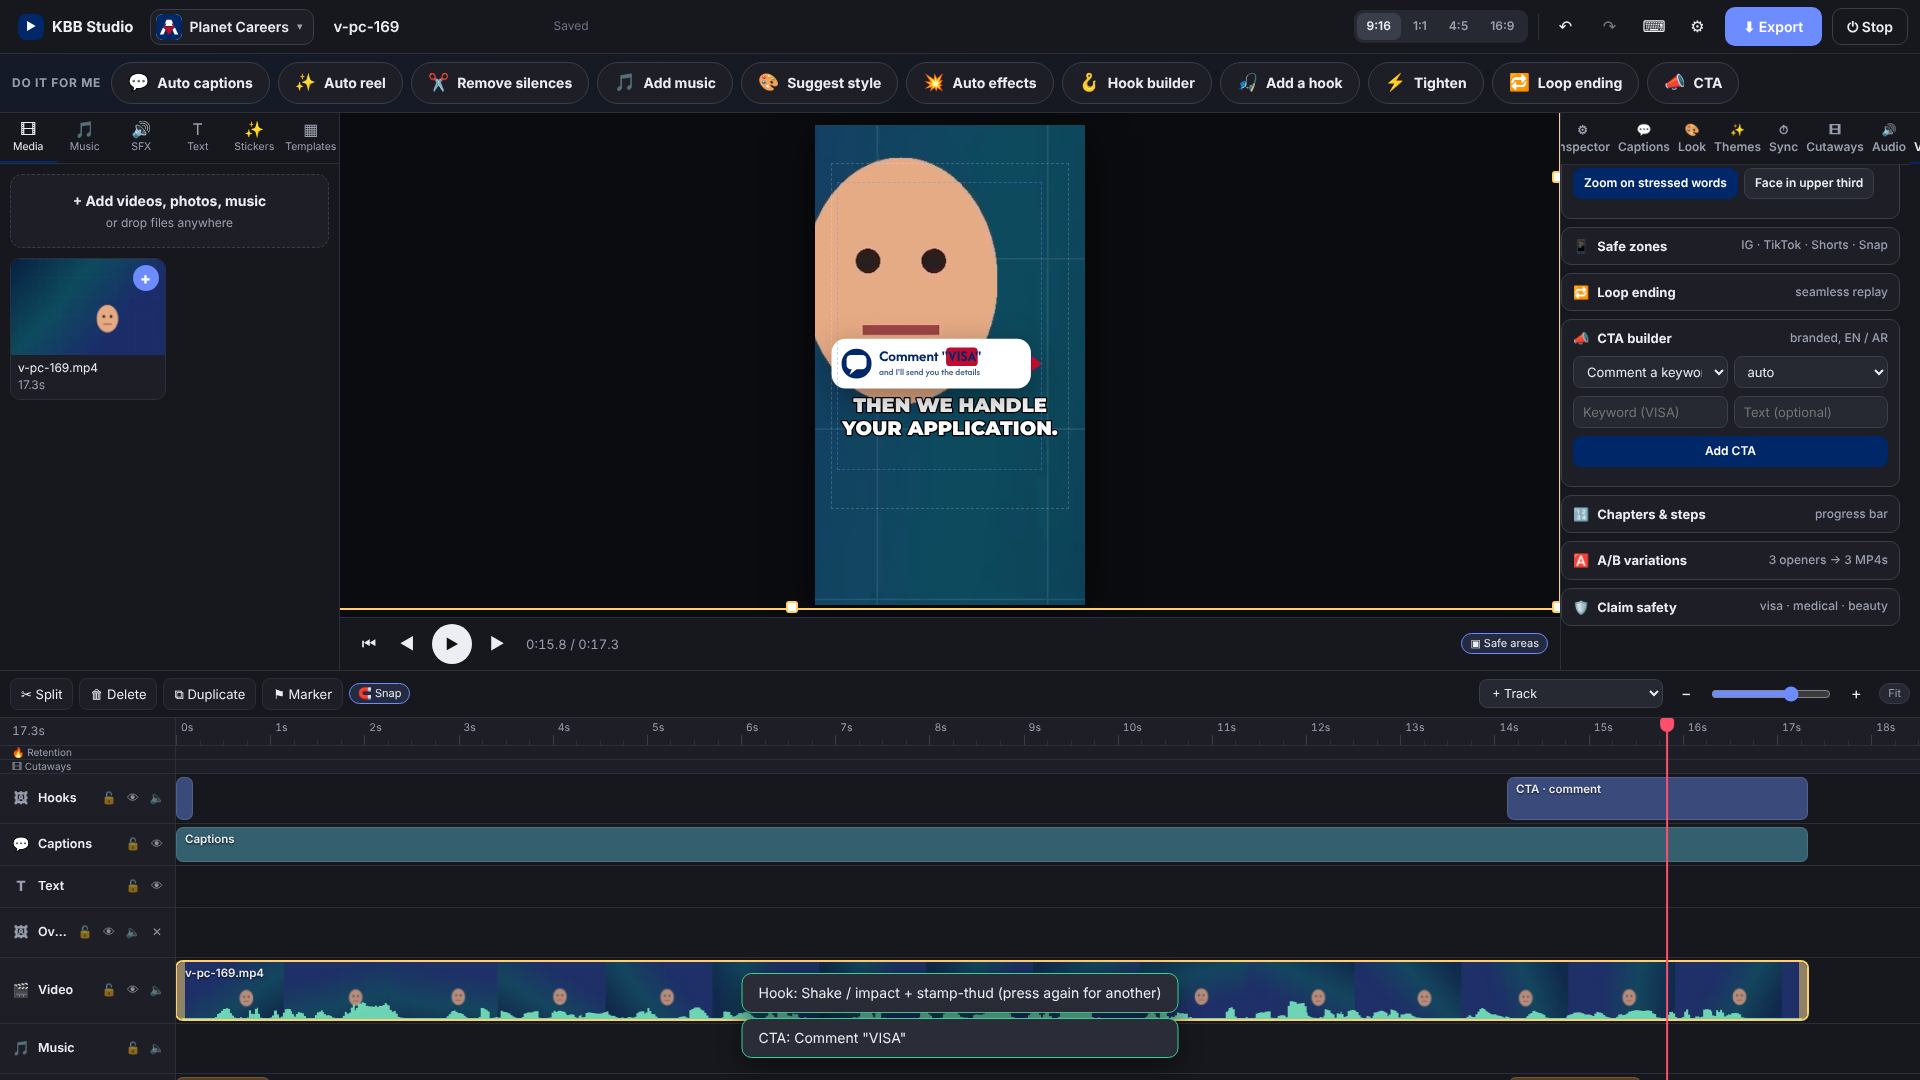 KBB Studio
Planet Careers
v-pc-169
Saved
9:16
1:1
4:5
16:9
Export
Stop
DO IT FOR ME
Auto captions
Auto reel
Remove silences
Add music
Suggest style
Auto effects
Hook builder
Add a hook
Tighten
Loop ending
CTA
Media
Music
SFX
Text
Stickers
Templates
+ Add videos, photos, music
or drop files anywhere
v-pc-169.mp4
17.3s
Comment "VISA"
and I'll send you the details
THEN WE HANDLE
YOUR APPLICATION.
nspector
Captions
Look
Themes
Sync
Cutaways
Audio
Zoom on stressed words
Face in upper third
Safe zones
IG · TikTok · Shorts · Snap
Loop ending
seamless replay
CTA builder
branded, EN / AR
Comment a keywor
auto
Keyword (VISA)
Text (optional)
Add CTA
Chapters & steps
progress bar
A/B variations
3 openers → 3 MP4s
Claim safety
visa · medical · beauty
0:15.8 / 0:17.3
Safe areas
Split
Delete
Duplicate
Marker
Snap
+ Track
Fit
17.3s
0s
1s
2s
3s
4s
5s
6s
7s
8s
9s
10s
11s
12s
13s
14s
15s
16s
17s
18s
Retention
Cutaways
Hooks
CTA · comment
Captions
Captions
Text
Ov...
Video
v-pc-169.mp4
Hook: Shake / impact + stamp-thud (press again for another)
CTA: Comment "VISA"
Music